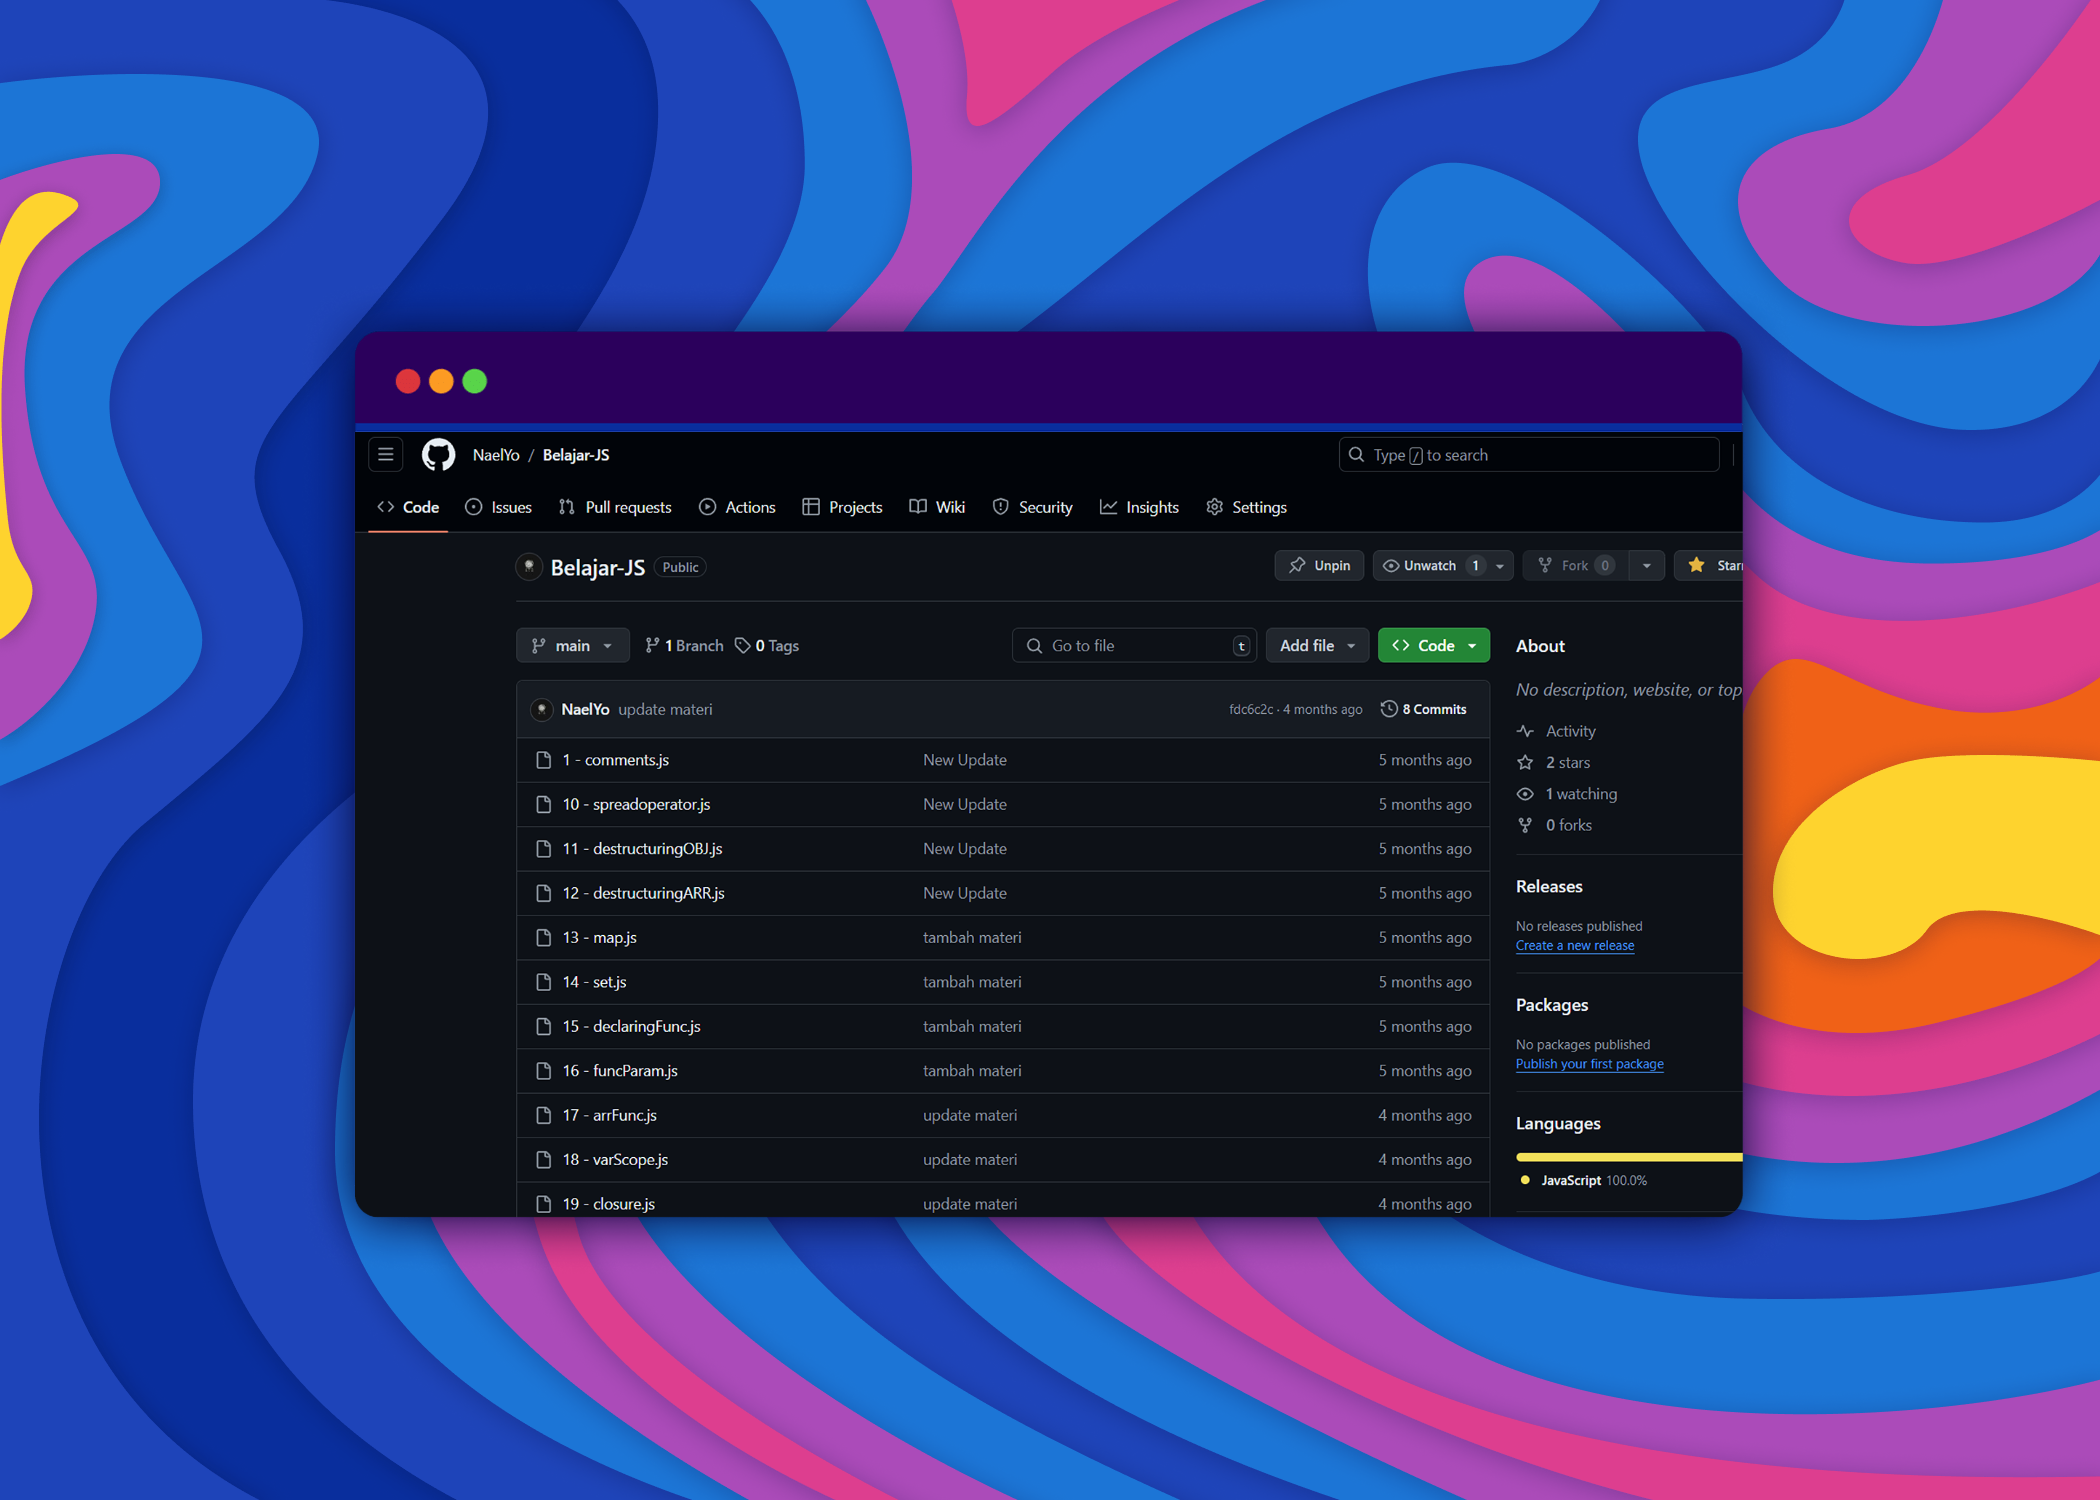 NaelYo / Belajar-JS
Type / to search
Code Issues Pull requests Actions Projects Wiki Security Insights Settings
Belajar-JS Public
Unpin Unwatch 1 Fork 0
main 1 Branch 0 Tags
Go to file t Add file Code
NaelYo update materi fdc6c2c · 4 months ago 8 Commits
1 - comments.js New Update 5 months ago
10 - spreadoperator.js New Update 5 months ago
11 - destructuringOBJ.js New Update 5 months ago
12 - destructuringARR.js New Update 5 months ago
13 - map.js tambah materi 5 months ago
14 - set.js tambah materi 5 months ago
15 - declaringFunc.js tambah materi 5 months ago
16 - funcParam.js tambah materi 5 months ago
17 - arrFunc.js update materi 4 months ago
18 - varScope.js update materi 4 months ago
19 - closure.js update materi 4 months ago
About
No description, website, or top
Activity
2 stars
1 watching
0 forks
Releases
No releases published
Create a new release
Packages
No packages published
Publish your first package
Languages
JavaScript 100.0%